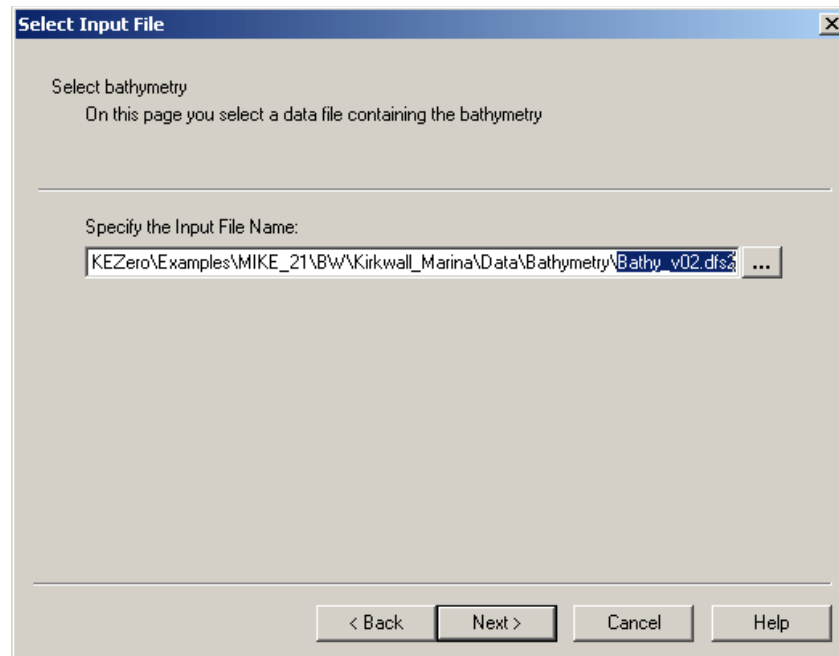 Select Input File
Select bathymetry
On this page you select a data file containing the bathymetry
Specify the Input File Name:
KEZero\Examples\MIKE_21\BW\Kirkwall_Marina\Data\Bathymetry\Bathy_v02.dfs2 ...
< Back Next > Cancel Help